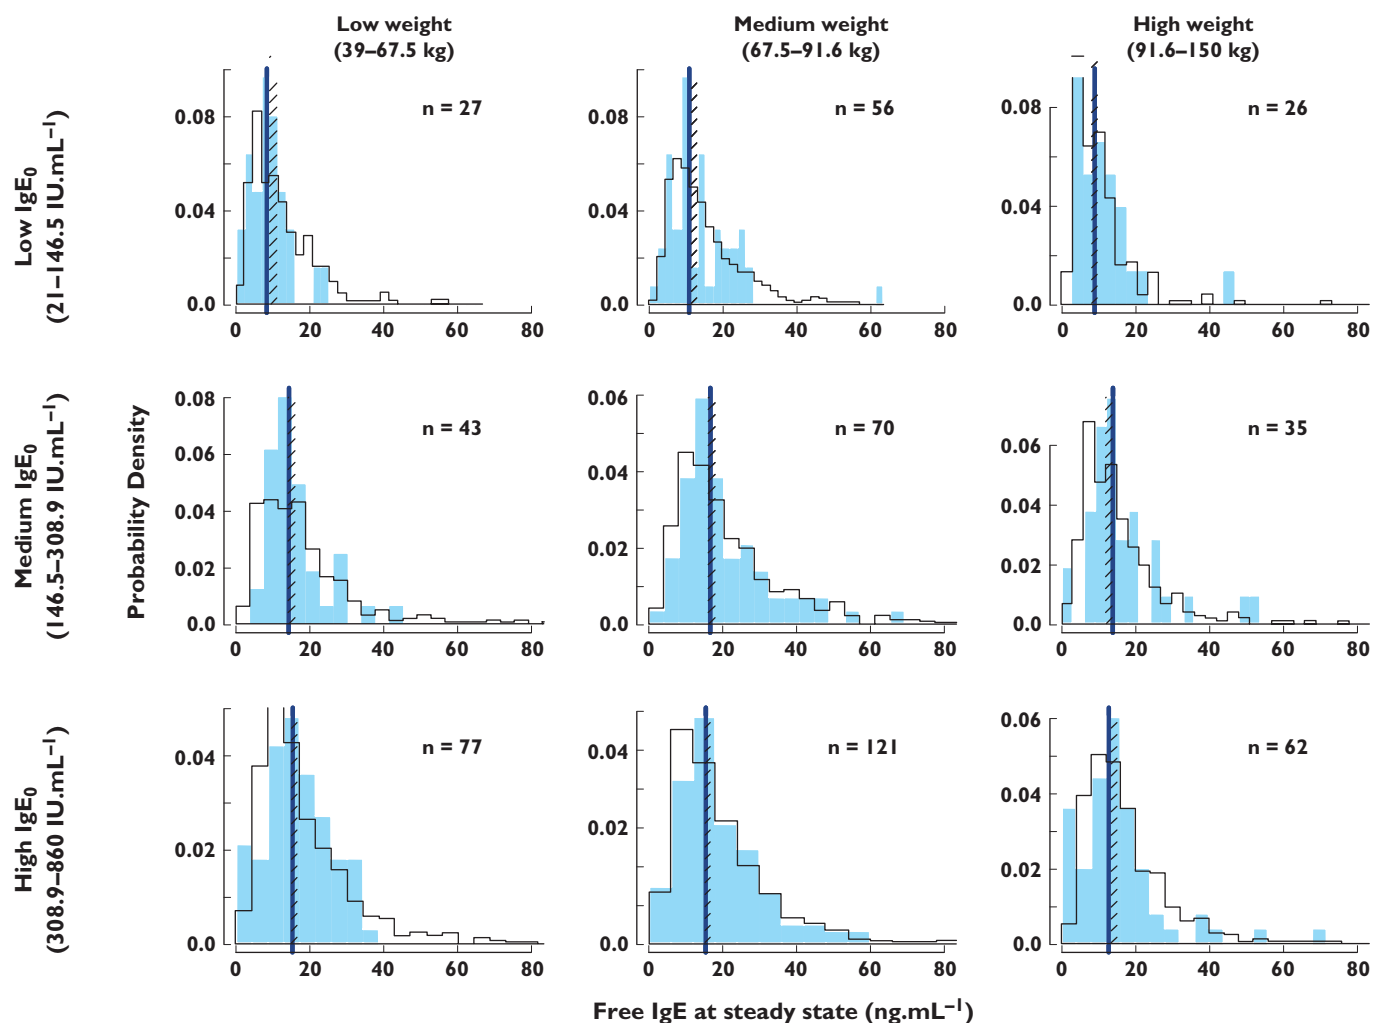 Low weight
(39–67.5 kg)
Medium weight
(67.5–91.6 kg)
High weight
(91.6–150 kg)
Low IgE₀
(21–146.5 IU.mL⁻¹)
0.08
0.04
0.0
n = 27
0 20 40 60 80
0.08
0.04
0.0
n = 56
0 20 40 60 80
0.08
0.04
0.00
n = 26
0 20 40 60 80
Medium IgE₀
(146.5–308.9 IU.mL⁻¹)
Probability Density
0.08
0.06
0.04
0.02
0.0
n = 43
0 20 40 60 80
0.06
0.04
0.02
0.0
n = 70
0 20 40 60 80
0.06
0.04
0.02
0.0
n = 35
0 20 40 60 80
High IgE₀
(308.9–860 IU.mL⁻¹)
0.04
0.02
0.0
n = 77
0 20 40 60 80
0.04
0.02
0.0
n = 121
0 20 40 60 80
0.06
0.04
0.02
0.0
n = 62
0 20 40 60 80
Free IgE at steady state (ng.mL⁻¹)